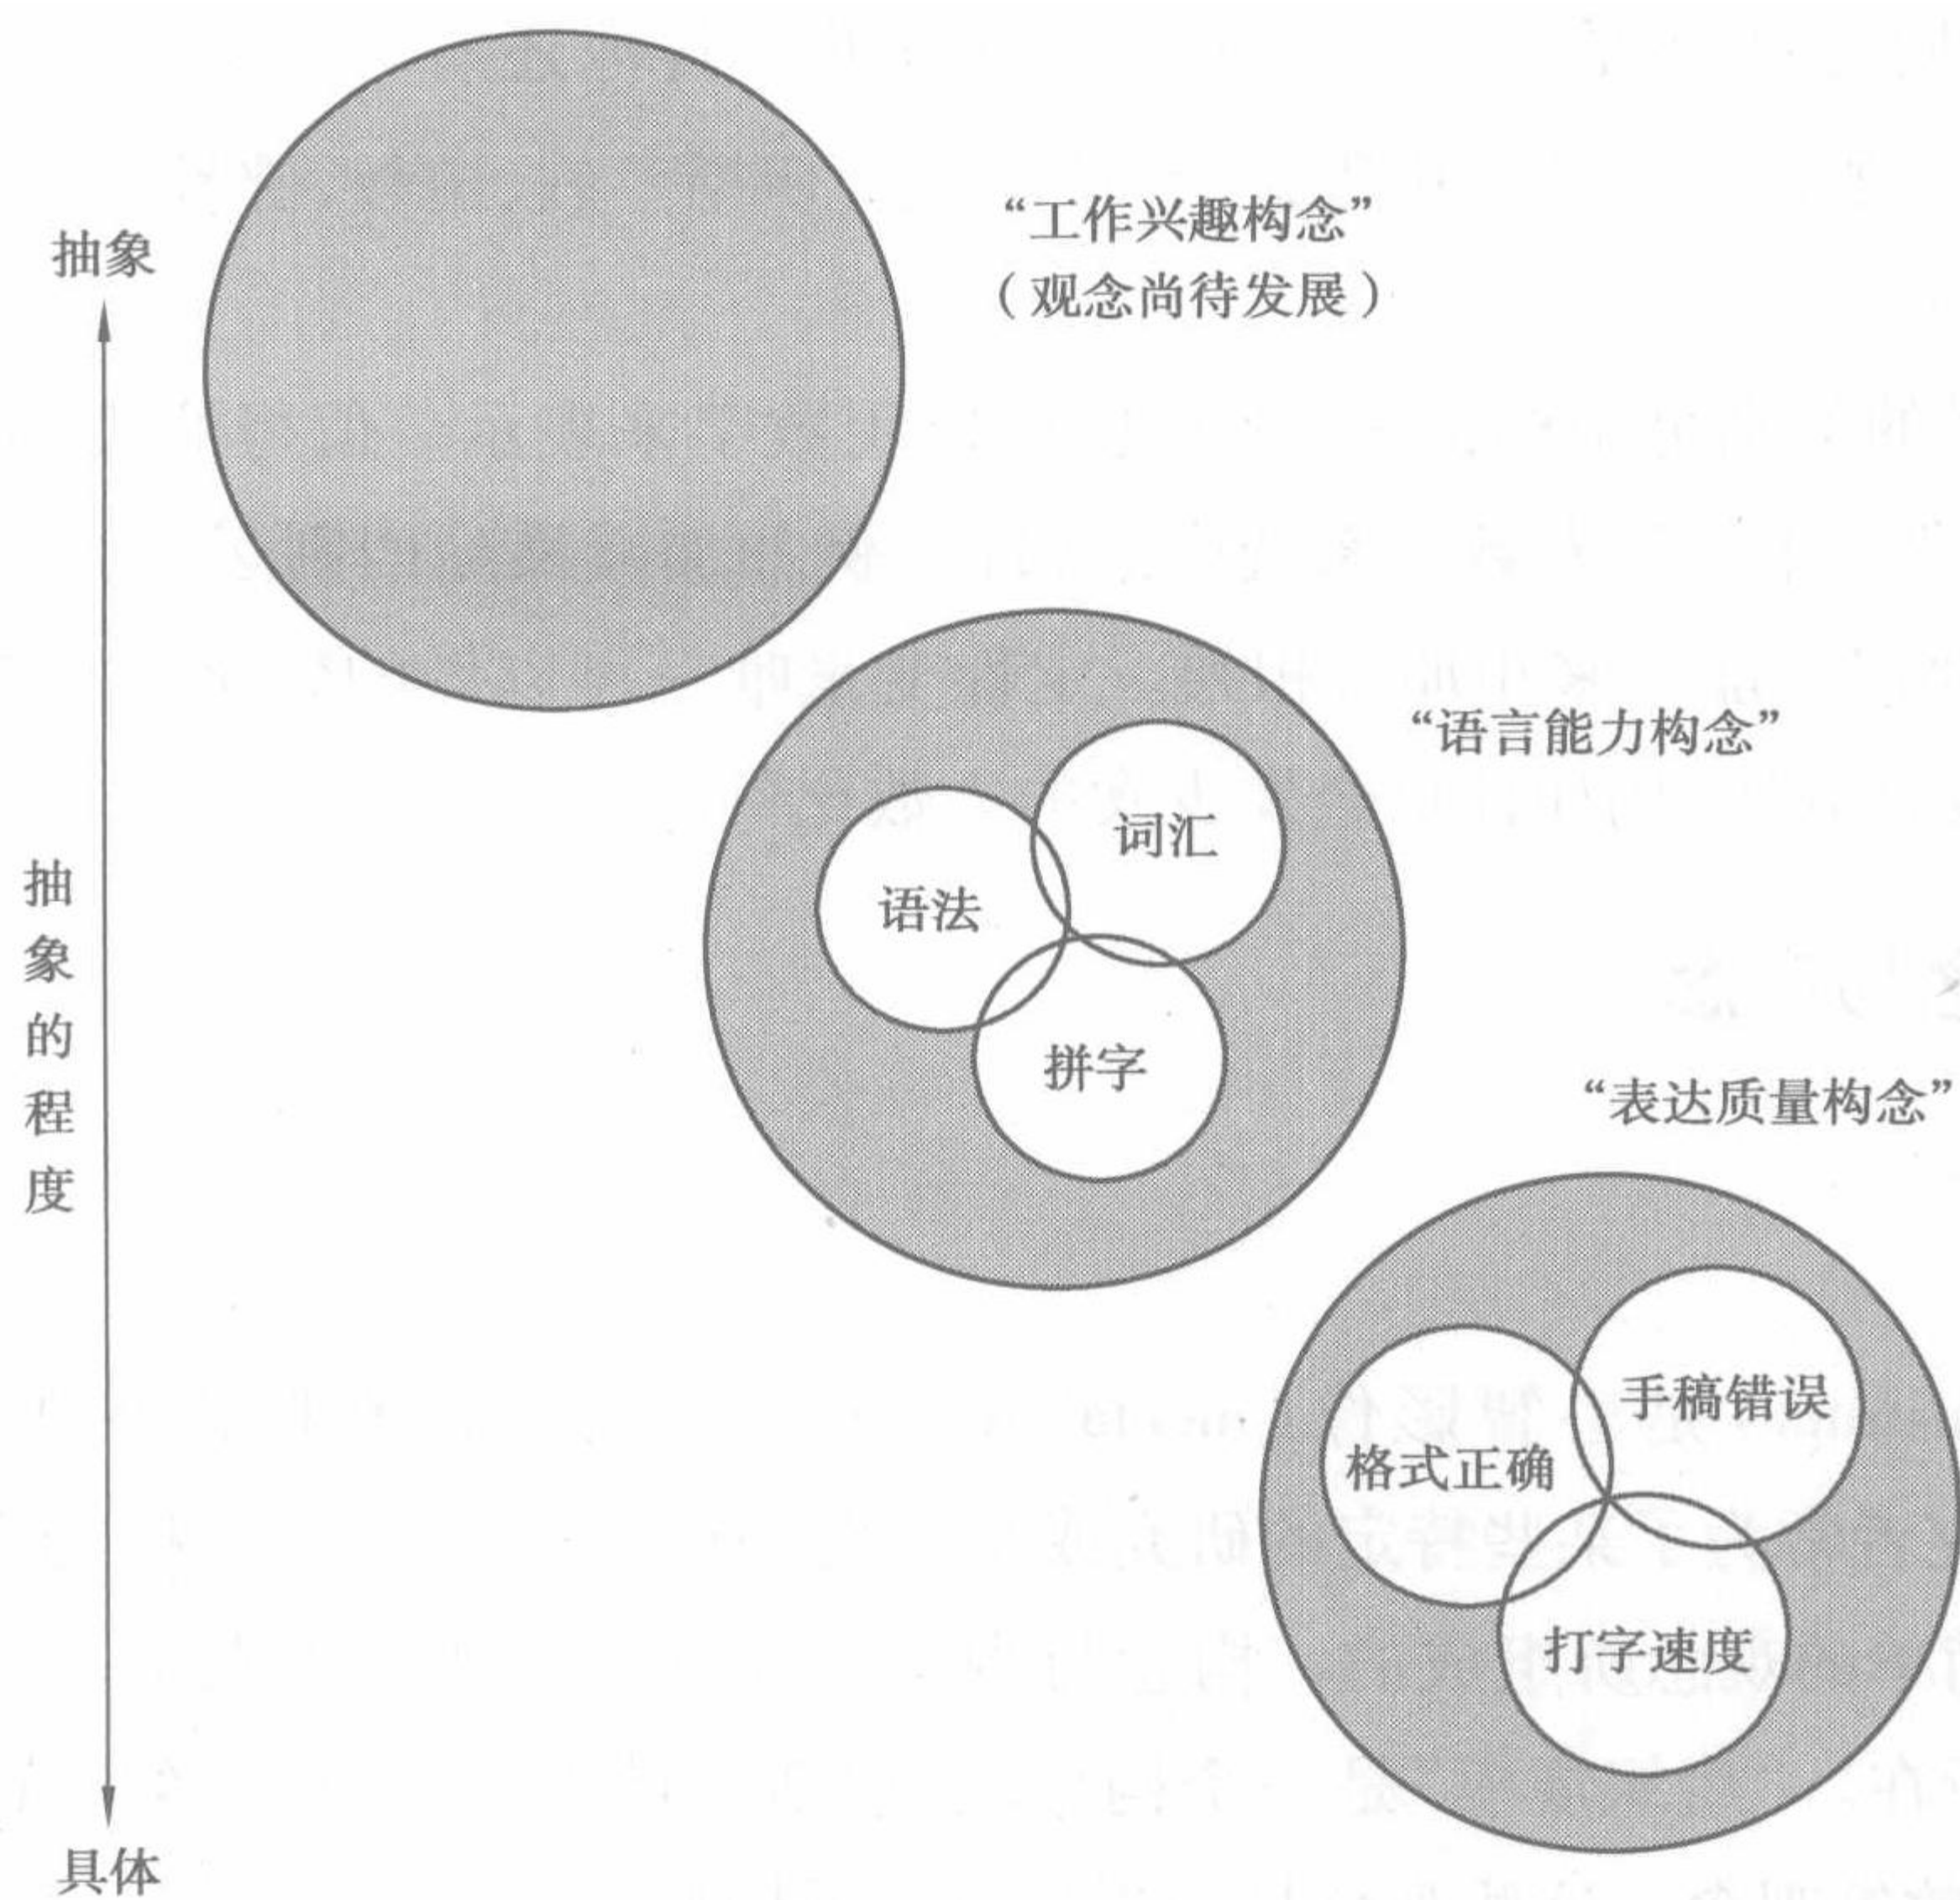 抽象
“工作兴趣构念”
（观念尚待发展）
抽象的程度
“语言能力构念”
词汇
语法
拼字
“表达质量构念”
手稿错误
格式正确
打字速度
具体